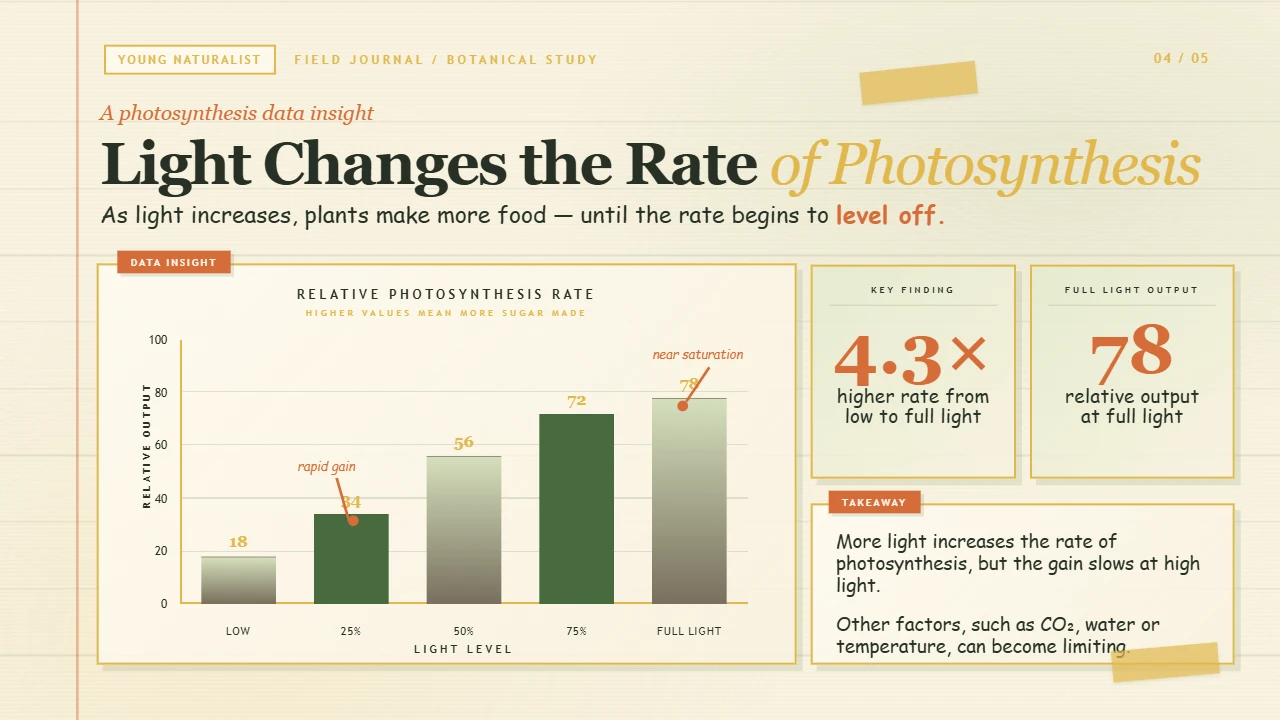 YOUNG NATURALIST
FIELD JOURNAL / BOTANICAL STUDY
04 / 05
A photosynthesis data insight
Light Changes the Rate of Photosynthesis
As light increases, plants make more food — until the rate begins to level off.
DATA INSIGHT
RELATIVE PHOTOSYNTHESIS RATE
HIGHER VALUES MEAN MORE SUGAR MADE
RELATIVE OUTPUT
100
80
60
40
20
0
18
34
56
72
78
rapid gain
near saturation
LOW
25%
50%
75%
FULL LIGHT
LIGHT LEVEL
KEY FINDING
4.3×
higher rate from
low to full light
FULL LIGHT OUTPUT
78
relative output
at full light
TAKEAWAY
More light increases the rate of
photosynthesis, but the gain slows at high
light.
Other factors, such as CO₂, water or
temperature, can become limiting.